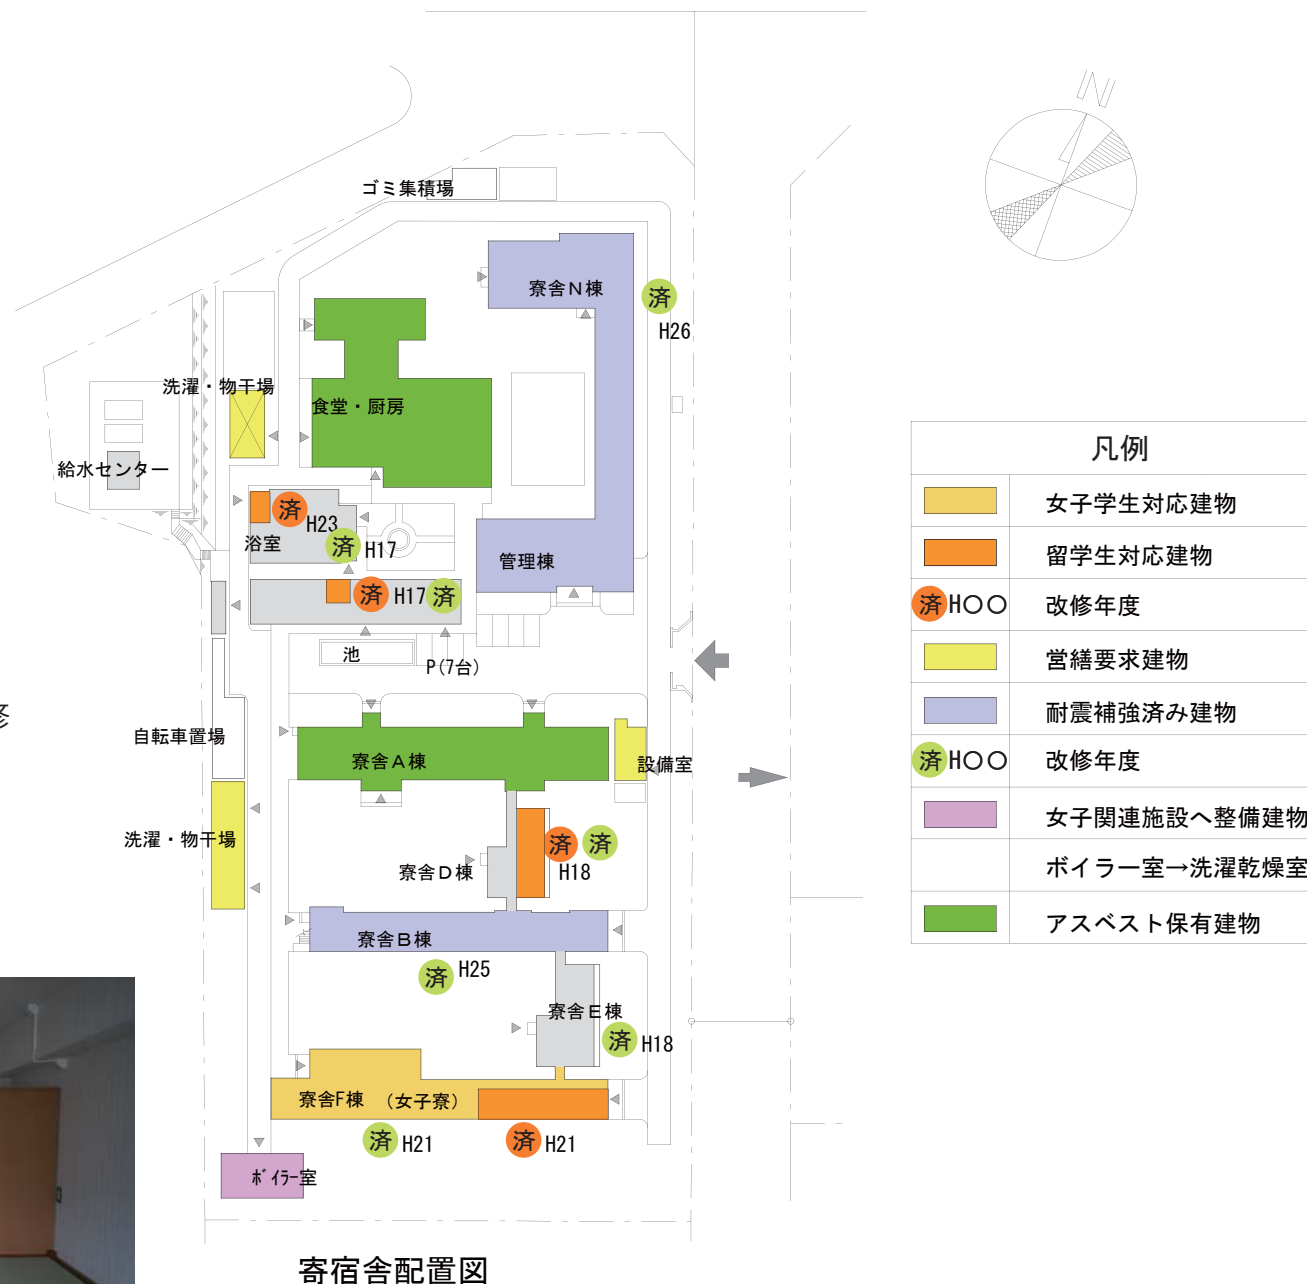 N
ゴミ集積場
寮舎N棟
済
H26
洗濯・物干場
食堂・厨房
給水センター
済
H23
浴室
済
H17
管理棟
済
H17
済
池
P(7台)
修
自転車置場
寮舎A棟
設備室
洗濯・物干場
済
済
H18
寮舎D棟
寮舎B棟
済
H25
寮舎E棟
済
H18
寮舎F棟 (女子寮)
済
H21
済
H21
ボイラー室
寄宿舎配置図
凡例
女子学生対応建物
留学生対応建物
済H〇〇 改修年度
営繕要求建物
耐震補強済み建物
済H〇〇 改修年度
女子関連施設へ整備建物
ボイラー室→洗濯乾燥室
アスベスト保有建物